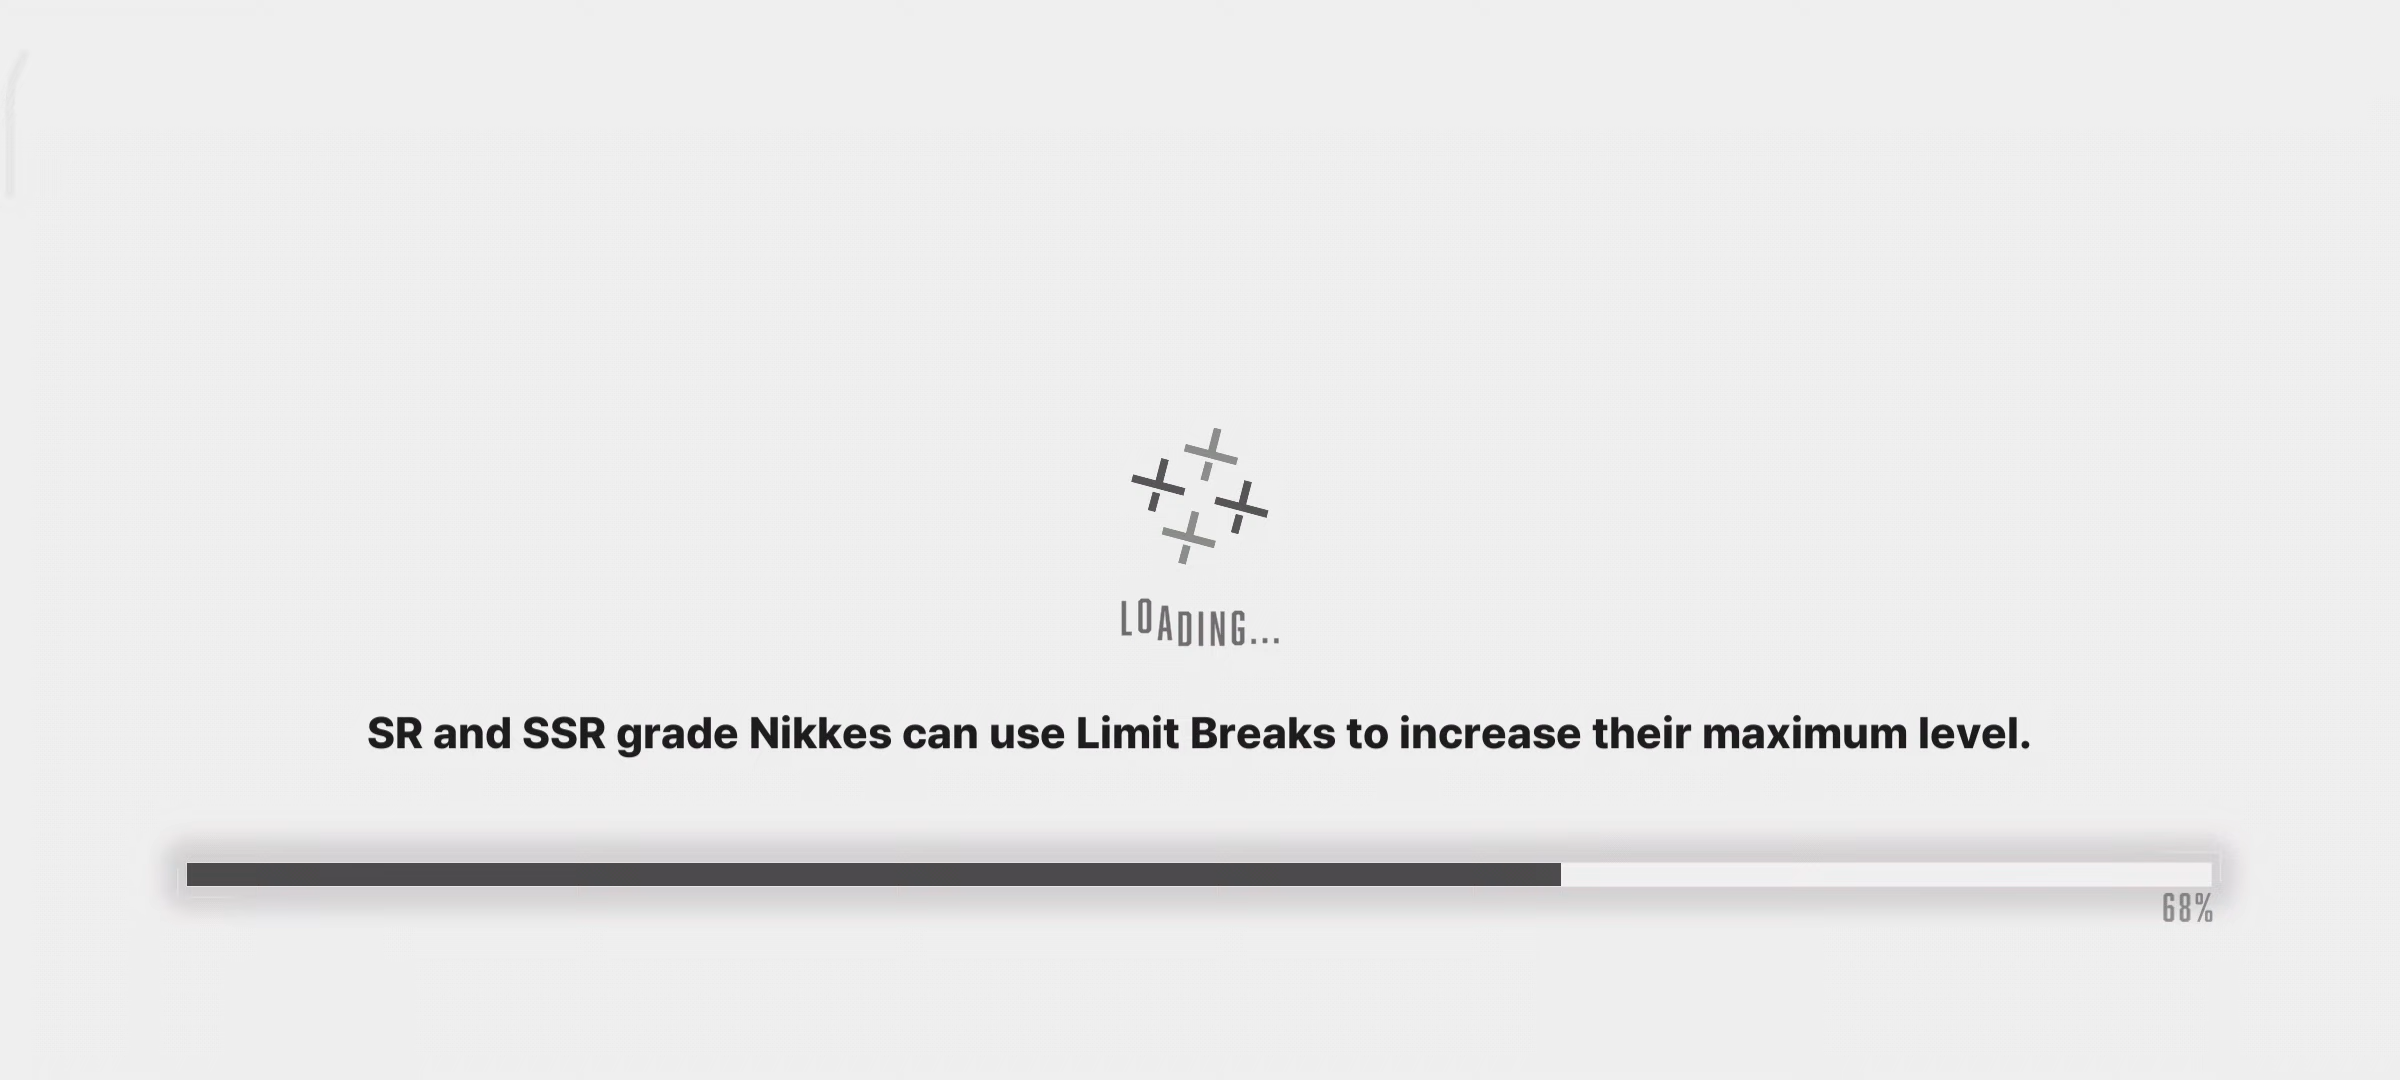 LOADING...
SR and SSR grade Nikkes can use Limit Breaks to increase their maximum level.
68%